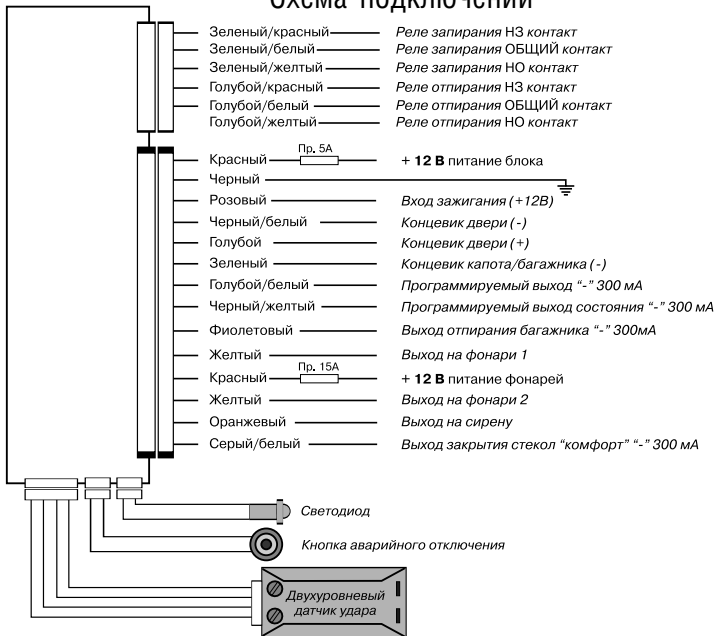 Схема подключений
Зеленый/красный Реле запирания НЗ контакт
Зеленый/белый Реле запирания ОБЩИЙ контакт
Зеленый/желтый Реле запирания НО контакт
Голубой/красный Реле отпирания НЗ контакт
Голубой/белый Реле отпирания ОБЩИЙ контакт
Голубой/желтый Реле отпирания НО контакт
Красный Пр. 5А + 12 В питание блока
Черный
Розовый Вход зажигания (+12В)
Черный/белый Концевик двери (-)
Голубой Концевик двери (+)
Зеленый Концевик капота/багажника (-)
Голубой/белый Программируемый выход “-” 300 мА
Черный/желтый Программируемый выход состояния “-” 300 мА
Фиолетовый Выход отпирания багажника “-” 300мА
Желтый Выход на фонари 1
Красный Пр. 15А + 12 В питание фонарей
Желтый Выход на фонари 2
Оранжевый Выход на сирену
Серый/белый Выход закрытия стекол “комфорт” “-” 300 мА
Светодиод
Кнопка аварийного отключения
Двухуровневый
датчик удара